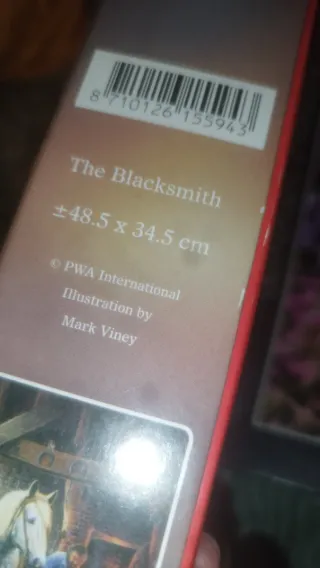 8 710126 155943
The Blacksmith
±48.5 x 34.5 cm
© PWA International
Illustration by
Mark Viney